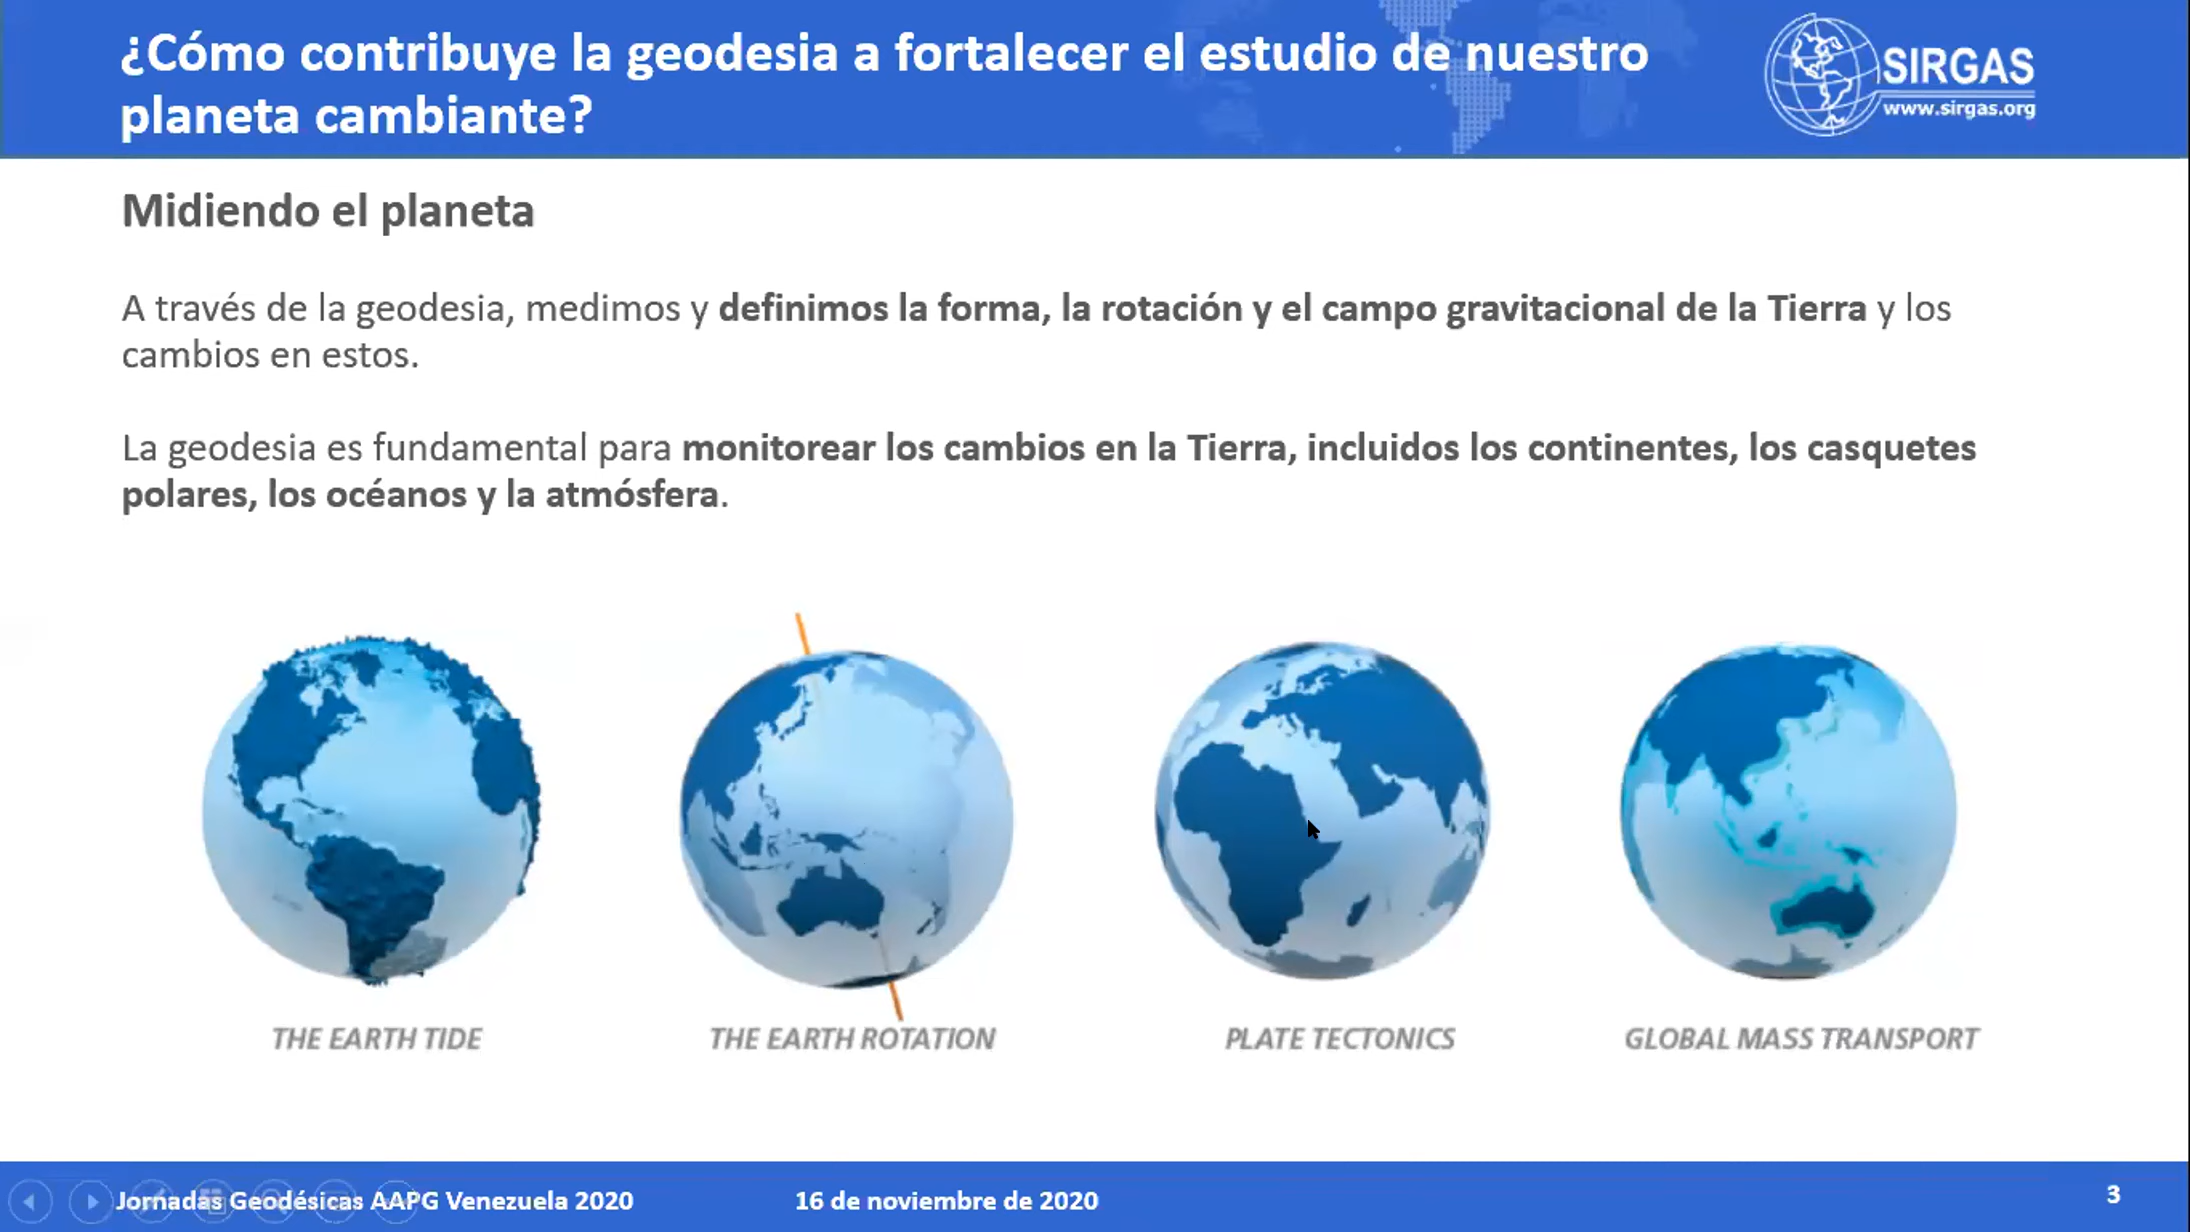 ¿Cómo contribuye la geodesia a fortalecer el estudio de nuestro
planeta cambiante?
SIRGAS
www.sirgas.org
Midiendo el planeta
A través de la geodesia, medimos y definimos la forma, la rotación y el campo gravitacional de la Tierra y los
cambios en estos.
La geodesia es fundamental para monitorear los cambios en la Tierra, incluidos los continentes, los casquetes
polares, los océanos y la atmósfera.
THE EARTH TIDE
THE EARTH ROTATION
PLATE TECTONICS
GLOBAL MASS TRANSPORT
Jornadas Geodésicas AAPG Venezuela 2020
16 de noviembre de 2020
3